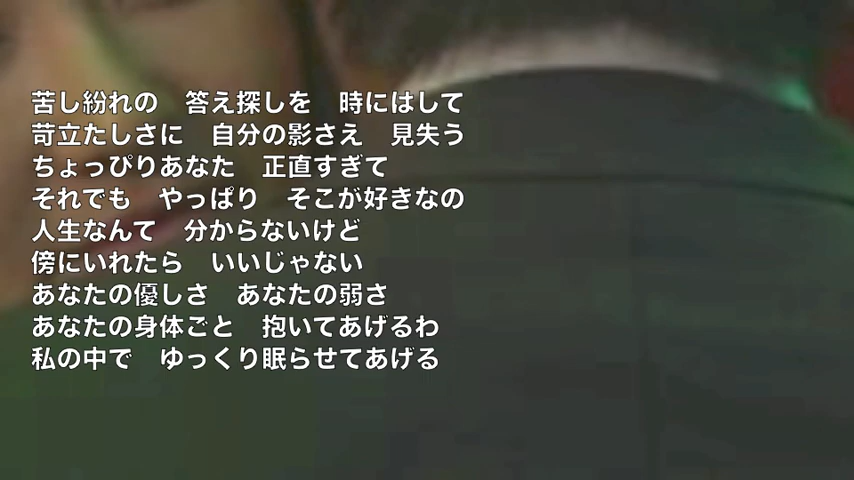 苦し紛れの　答え探しを　時にはして
苛立たしさに　自分の影さえ　見失う
ちょっぴりあなた　正直すぎて
それでも　やっぱり　そこが好きなの
人生なんて　分からないけど
傍にいれたら　いいじゃない
あなたの優しさ　あなたの弱さ
あなたの身体ごと　抱いてあげるわ
私の中で　ゆっくり眠らせてあげる